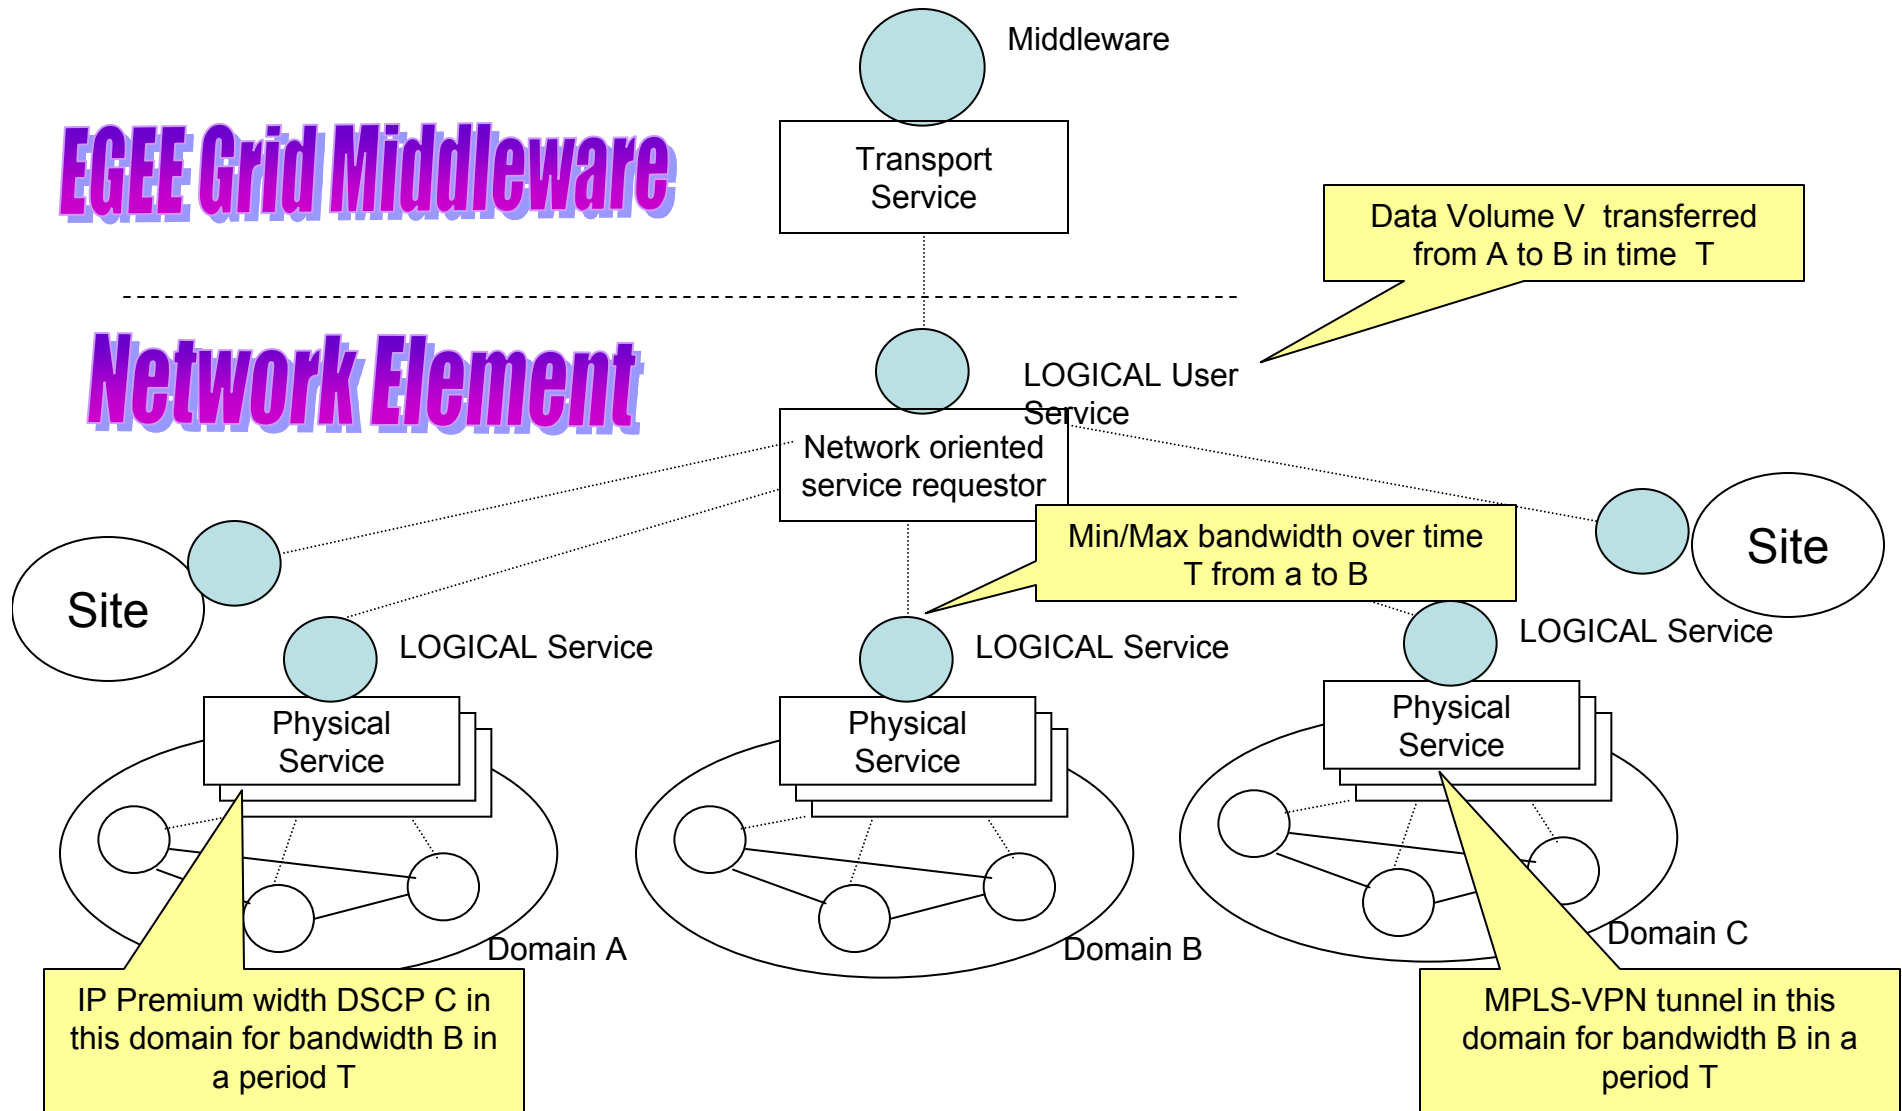 Middleware
EGEE Grid Middleware
Transport
Service
Data Volume V transferred
from A to B in time T
Network Element
LOGICAL User
Service
Network oriented
service requestor
Min/Max bandwidth over time
T from a to B
Site
Site
LOGICAL Service
LOGICAL Service
LOGICAL Service
Physical
Service
Physical
Service
Physical
Service
Domain A
Domain B
Domain C
IP Premium width DSCP C in
this domain for bandwidth B in
a period T
MPLS-VPN tunnel in this
domain for bandwidth B in a
period T